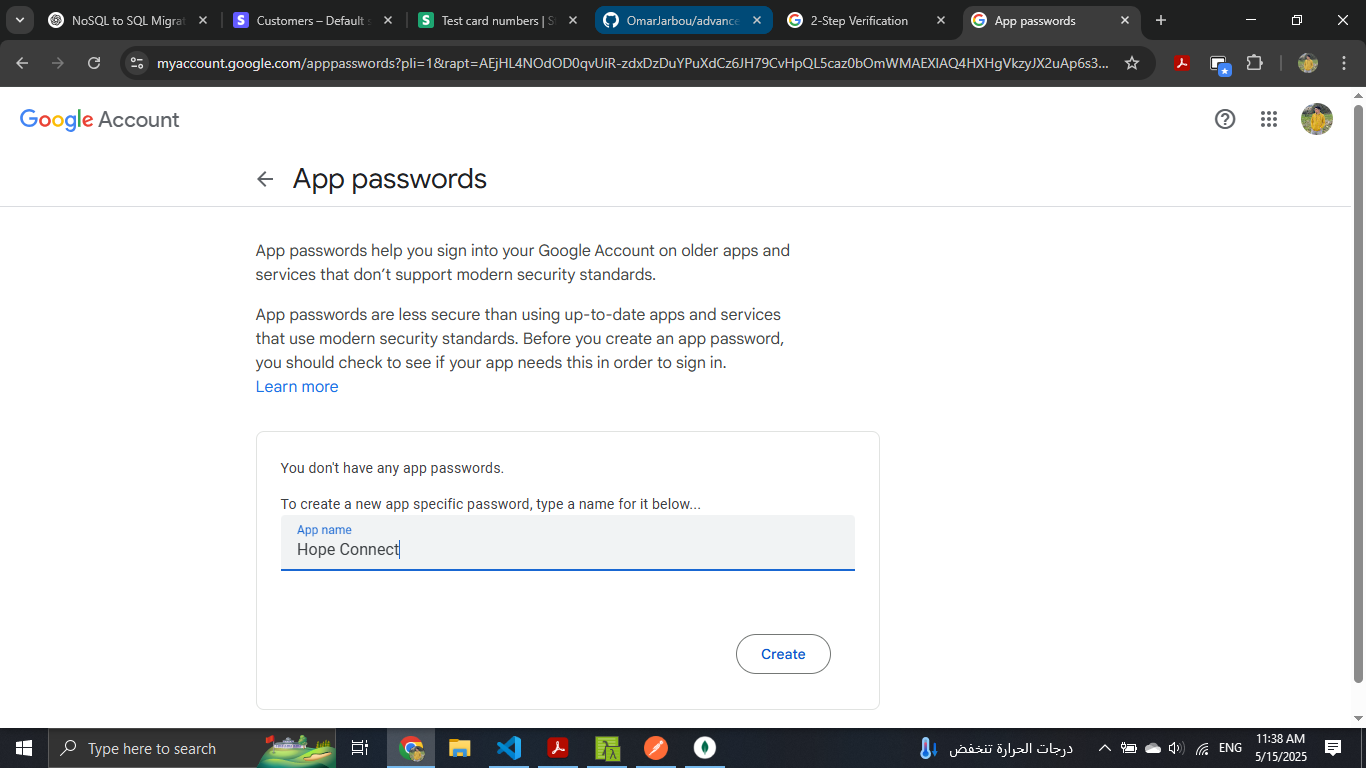 NoSQL to SQL Migrat
Customers – Default s
Test card numbers | S
OmarJarbou/advance
2-Step Verification
App passwords
myaccount.google.com/apppasswords?pli=1&rapt=AEjHL4NOdOD0qvUiR-zdxDzDuYPuXdCz6JH79CvHpQL5caz0bOmWMAEXlAQ4HXHgVkzyJX2uAp6s3...
Google Account
App passwords
App passwords help you sign into your Google Account on older apps and
services that don’t support modern security standards.
App passwords are less secure than using up-to-date apps and services
that use modern security standards. Before you create an app password,
you should check to see if your app needs this in order to sign in.
Learn more
You don't have any app passwords.
To create a new app specific password, type a name for it below...
App name
Hope Connect
Create
Type here to search
درجات الحرارة تنخفض
ENG
11:38 AM
5/15/2025